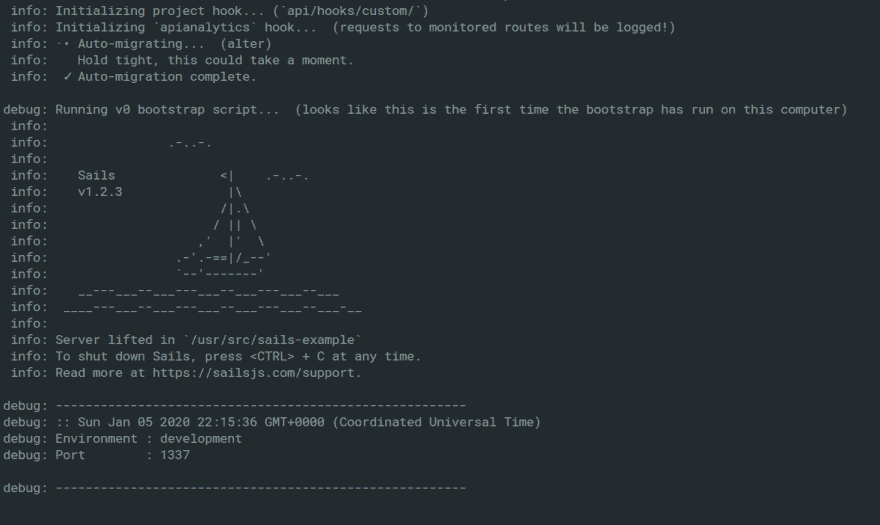 info: Initializing project hook... (`api/hooks/custom/`)
info: Initializing `apianalytics` hook...  (requests to monitored routes will be logged!)
info: ·• Auto-migrating...  (alter)
info:    Hold tight, this could take a moment.
info:  ✓ Auto-migration complete.

debug: Running v0 bootstrap script...  (looks like this is the first time the bootstrap has run on this computer)
 info:
 info:                .-..-.
 info:
 info:    Sails              <|    .-..-.
 info:    v1.2.3              |\
 info:                       /|.\
 info:                      / || \
 info:                    ,'  |'  \
 info:                 .-'.-==|/_--'
 info:                 `--'-------'
 info:    __---___--___---___--___---___--___
 info:  ____---___--___---___--___---___--___-__
 info:
 info: Server lifted in `/usr/src/sails-example`
 info: To shut down Sails, press <CTRL> + C at any time.
 info: Read more at https://sailsjs.com/support.

debug: -------------------------------------------------------
debug: :: Sun Jan 05 2020 22:15:36 GMT+0000 (Coordinated Universal Time)
debug: Environment : development
debug: Port        : 1337

debug: -------------------------------------------------------